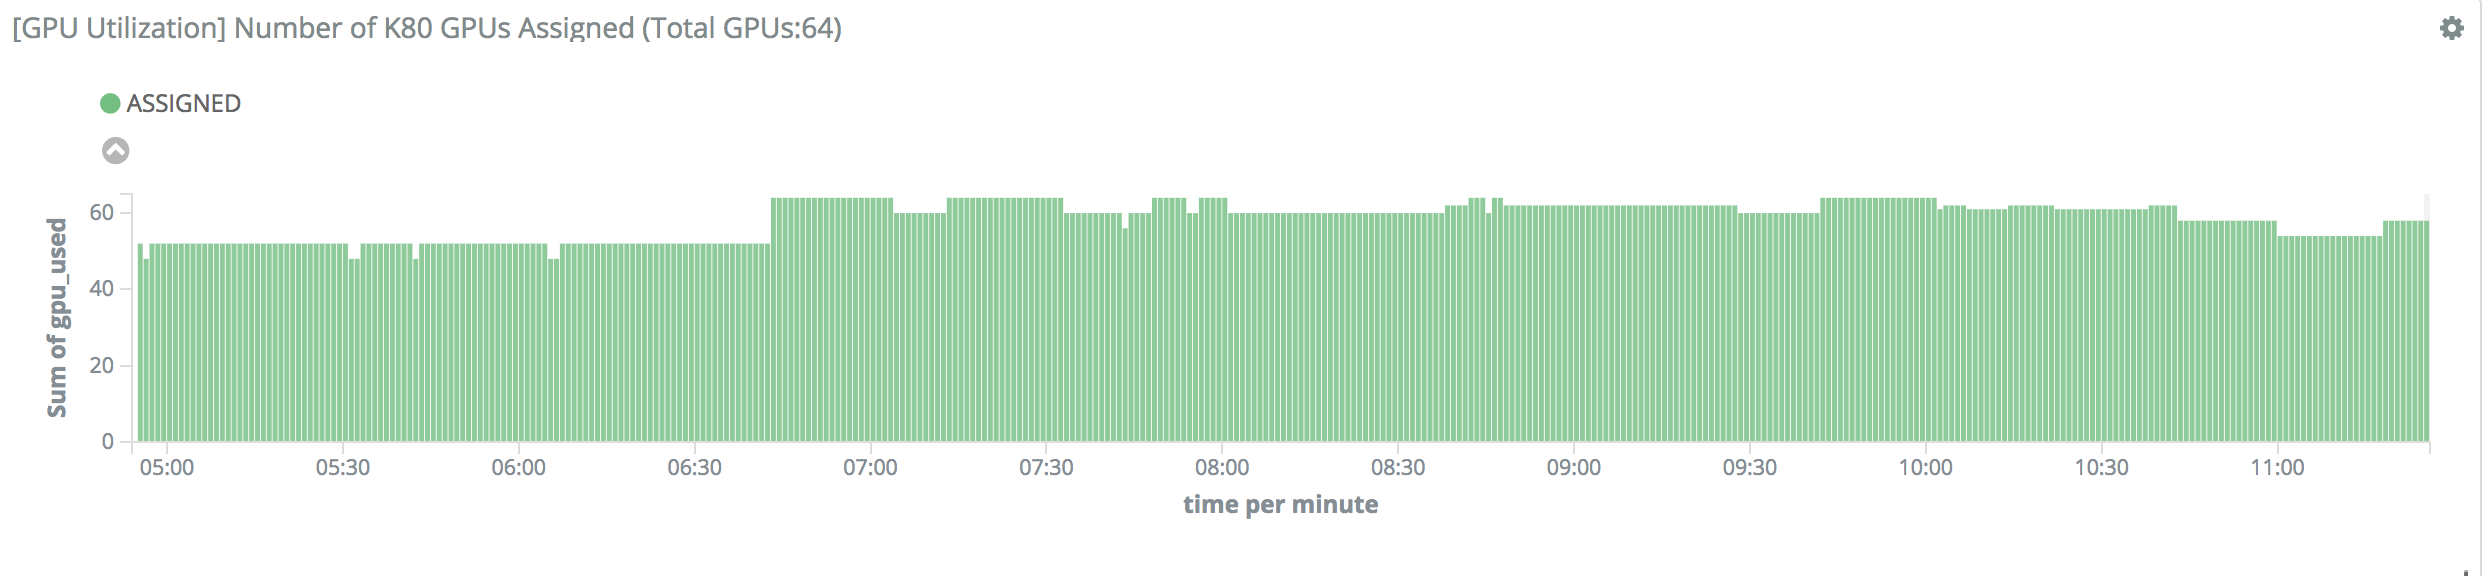 [GPU Utilization] Number of K80 GPUs Assigned (Total GPUs:64)
ASSIGNED
Sum of gpu_used
60
40
20
0
05:00 05:30 06:00 06:30 07:00 07:30 08:00 08:30 09:00 09:30 10:00 10:30 11:00
time per minute